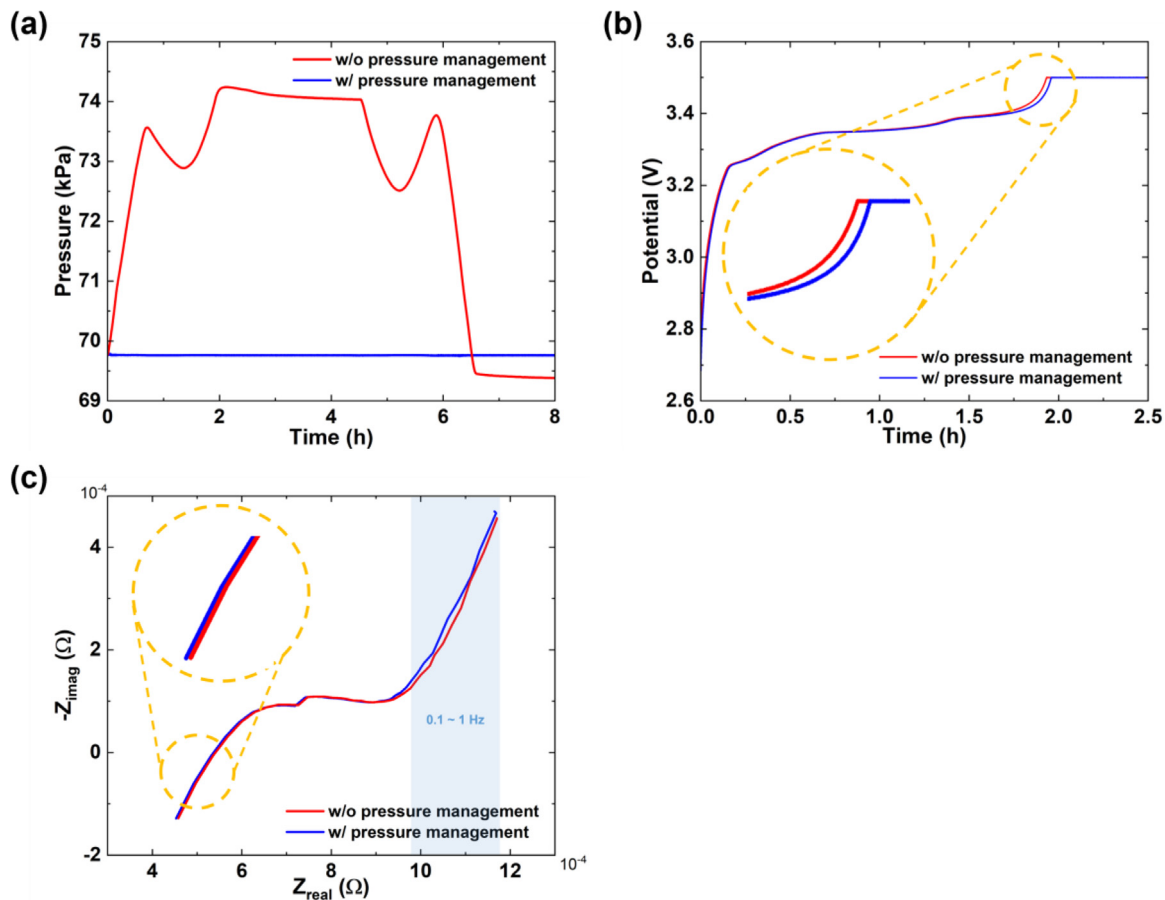 (a)
75
74
73
72
71
70
69
Pressure (kPa)
w/o pressure management
w/ pressure management
0
2
4
6
8
Time (h)
(b)
3.6
3.4
3.2
3.0
2.8
2.6
Potential (V)
w/o pressure management
w/ pressure management
0.0
0.5
1.0
1.5
2.0
2.5
Time (h)
(c)
10⁻⁴
4
2
0
-2
-Zimag (Ω)
0.1 ~ 1 Hz
w/o pressure management
w/ pressure management
4
6
8
10
12
10⁻⁴
Zreal (Ω)